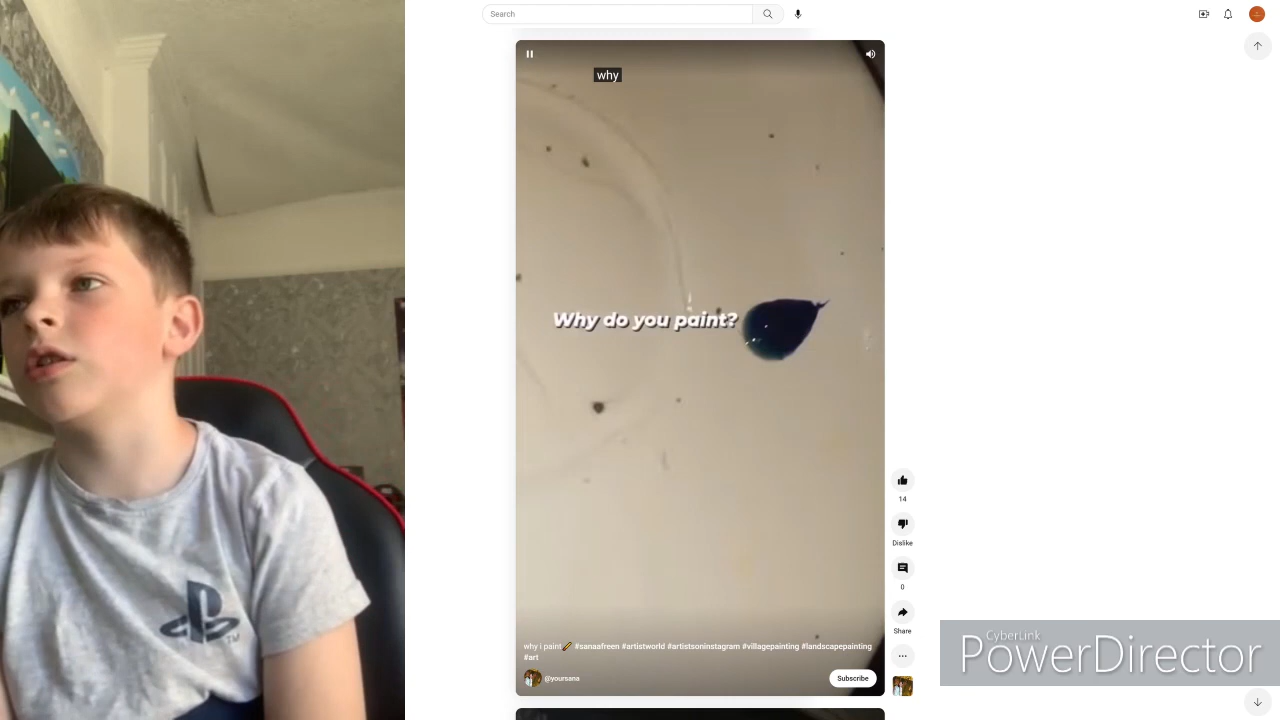 Search
why
Why do you paint?
14
Dislike
0
Share
why i paint🖌️ #sanaafreen #artistworld #artistsoninstagram #villagepainting #landscapepainting
#art
@yoursana
Subscribe
TM
CyberLink
PowerDirector